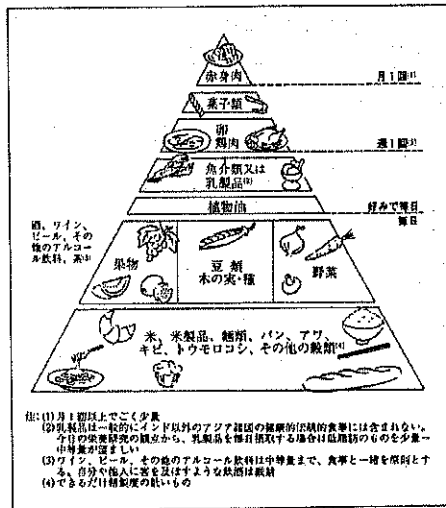 赤身肉
月1回(1)
菓子類
卵
鶏肉
週1回(1)
魚介類又は
乳製品(2)
植物油
好みで毎日
毎日
酒、ワイン、
ビール、その
他のアルコー
ル飲料、茶(3)
果物
豆類
木の実・種
野菜
米、米製品、麺類、パン、アワ、
キビ、トウモロコシ、その他の穀類(4)
注:(1)月1回以上でごく少量
(2)乳製品は一般的にインド以外のアジア諸国の健康的伝統的食事には含まれない。
今日の栄養研究の観点から、乳製品を毎日摂取する場合は低脂肪のものを少量〜
中等量が望ましい
(3)ワイン、ビール、その他のアルコール飲料は中等量まで、食事と一緒を原則とす
る。自分や他人に害を及ぼすような飲酒は厳禁
(4)できるだけ精製度の低いもの